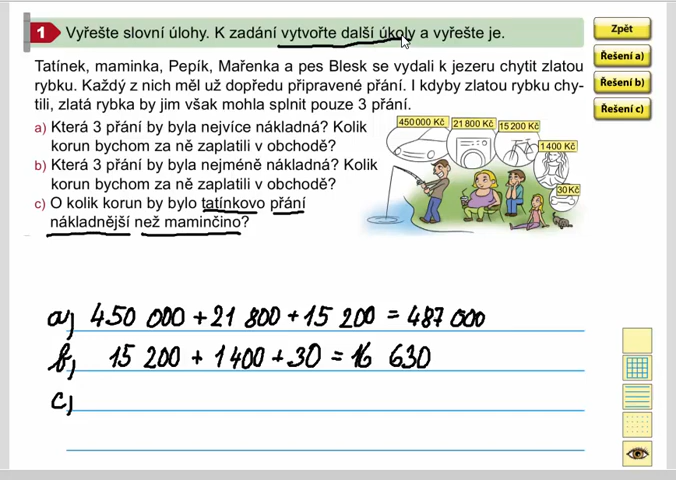 1 Vyřešte slovní úlohy. K zadání vytvořte další úkoly a vyřešte je.
Tatínek, maminka, Pepík, Mařenka a pes Blesk se vydali k jezeru chytit zlatou
rybku. Každý z nich měl už dopředu připravené přání. I kdyby zlatou rybku chy-
tili, zlatá rybka by jim však mohla splnit pouze 3 přání.
a) Která 3 přání by byla nejvíce nákladná? Kolik
korun bychom za ně zaplatili v obchodě?
b) Která 3 přání by byla nejméně nákladná? Kolik
korun bychom za ně zaplatili v obchodě?
c) O kolik korun by bylo tatínkovo přání
nákladnější než maminčino?
450 000 Kč
21 800 Kč
15 200 Kč
1 400 Kč
30 Kč
a) 450 000 + 21 800 + 15 200 = 487 000
b) 15 200 + 1 400 + 30 = 16 630
c)
Zpět
Řešení a)
Řešení b)
Řešení c)